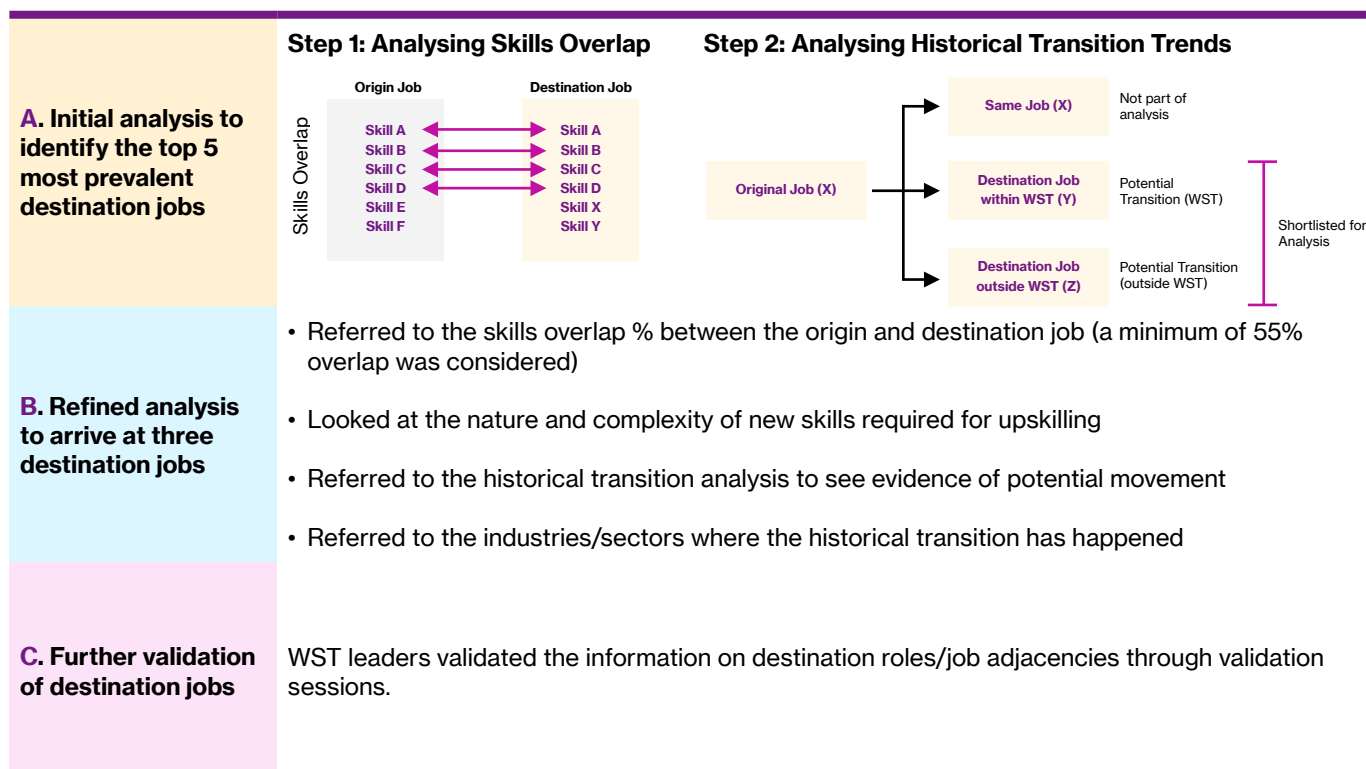 A. Initial analysis to
identify the top 5
most prevalent
destination jobs
Step 1: Analysing Skills Overlap
Skills Overlap
Origin Job
Skill A
Skill B
Skill C
Skill D
Skill E
Skill F
Destination Job
Skill A
Skill B
Skill C
Skill D
Skill X
Skill Y
Step 2: Analysing Historical Transition Trends
Original Job (X)
Same Job (X)
Not part of
analysis
Destination Job
within WST (Y)
Potential
Transition (WST)
Destination Job
outside WST (Z)
Potential Transition
(outside WST)
Shortlisted for
Analysis
B. Refined analysis
to arrive at three
destination jobs
• Referred to the skills overlap % between the origin and destination job (a minimum of 55%
overlap was considered)
• Looked at the nature and complexity of new skills required for upskilling
• Referred to the historical transition analysis to see evidence of potential movement
• Referred to the industries/sectors where the historical transition has happened
C. Further validation
of destination jobs
WST leaders validated the information on destination roles/job adjacencies through validation
sessions.